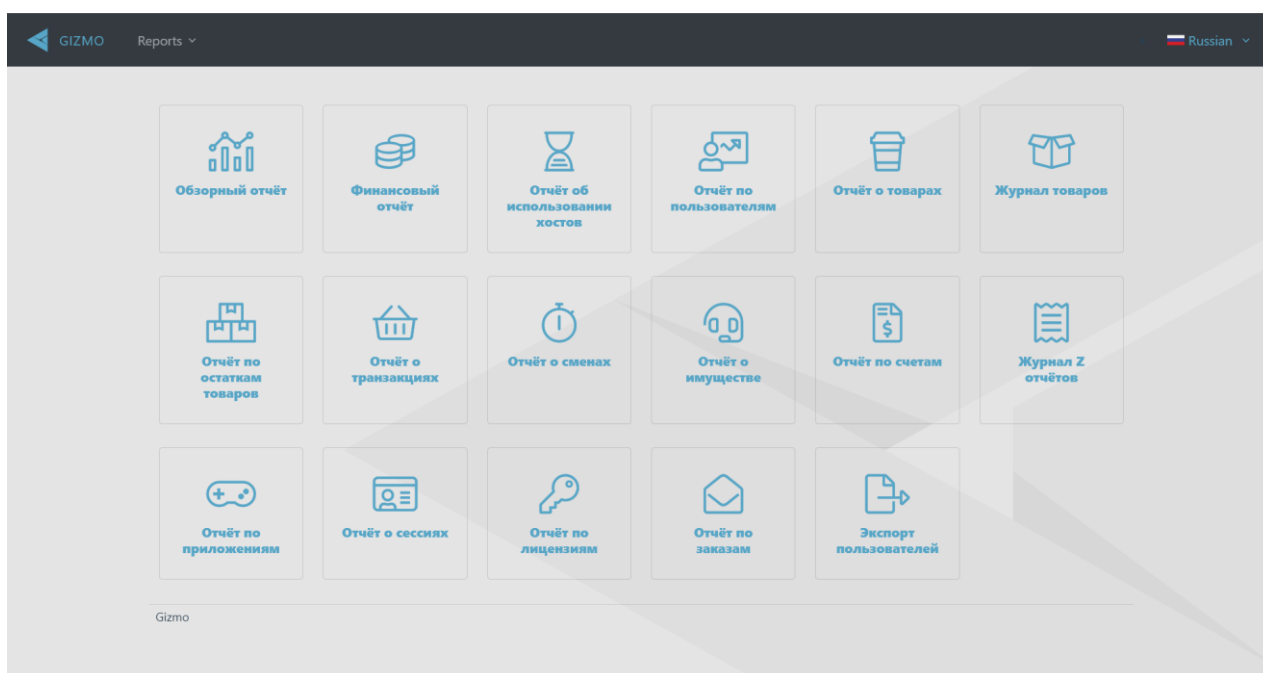 GIZMO Reports Russian
Обзорный отчёт
Финансовый
отчёт
Отчёт об
использовании
хостов
Отчёт по
пользователям
Отчёт о товарах
Журнал товаров
Отчёт по
остаткам
товаров
Отчёт о
транзакциях
Отчёт о сменах
Отчёт о
имуществе
Отчёт по счетам
Журнал Z
отчётов
Отчёт по
приложениям
Отчёт о сессиях
Отчёт по
лицензиям
Отчёт по
заказам
Экспорт
пользователей
Gizmo